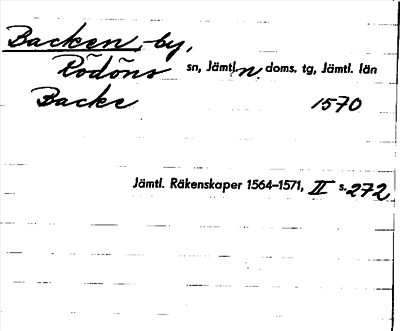 Backen, by,
Rödöns sn, Jämtl. n. doms. tg, Jämtl. län
Backe 1570
Jämtl. Räkenskaper 1564–1571, II s. 272